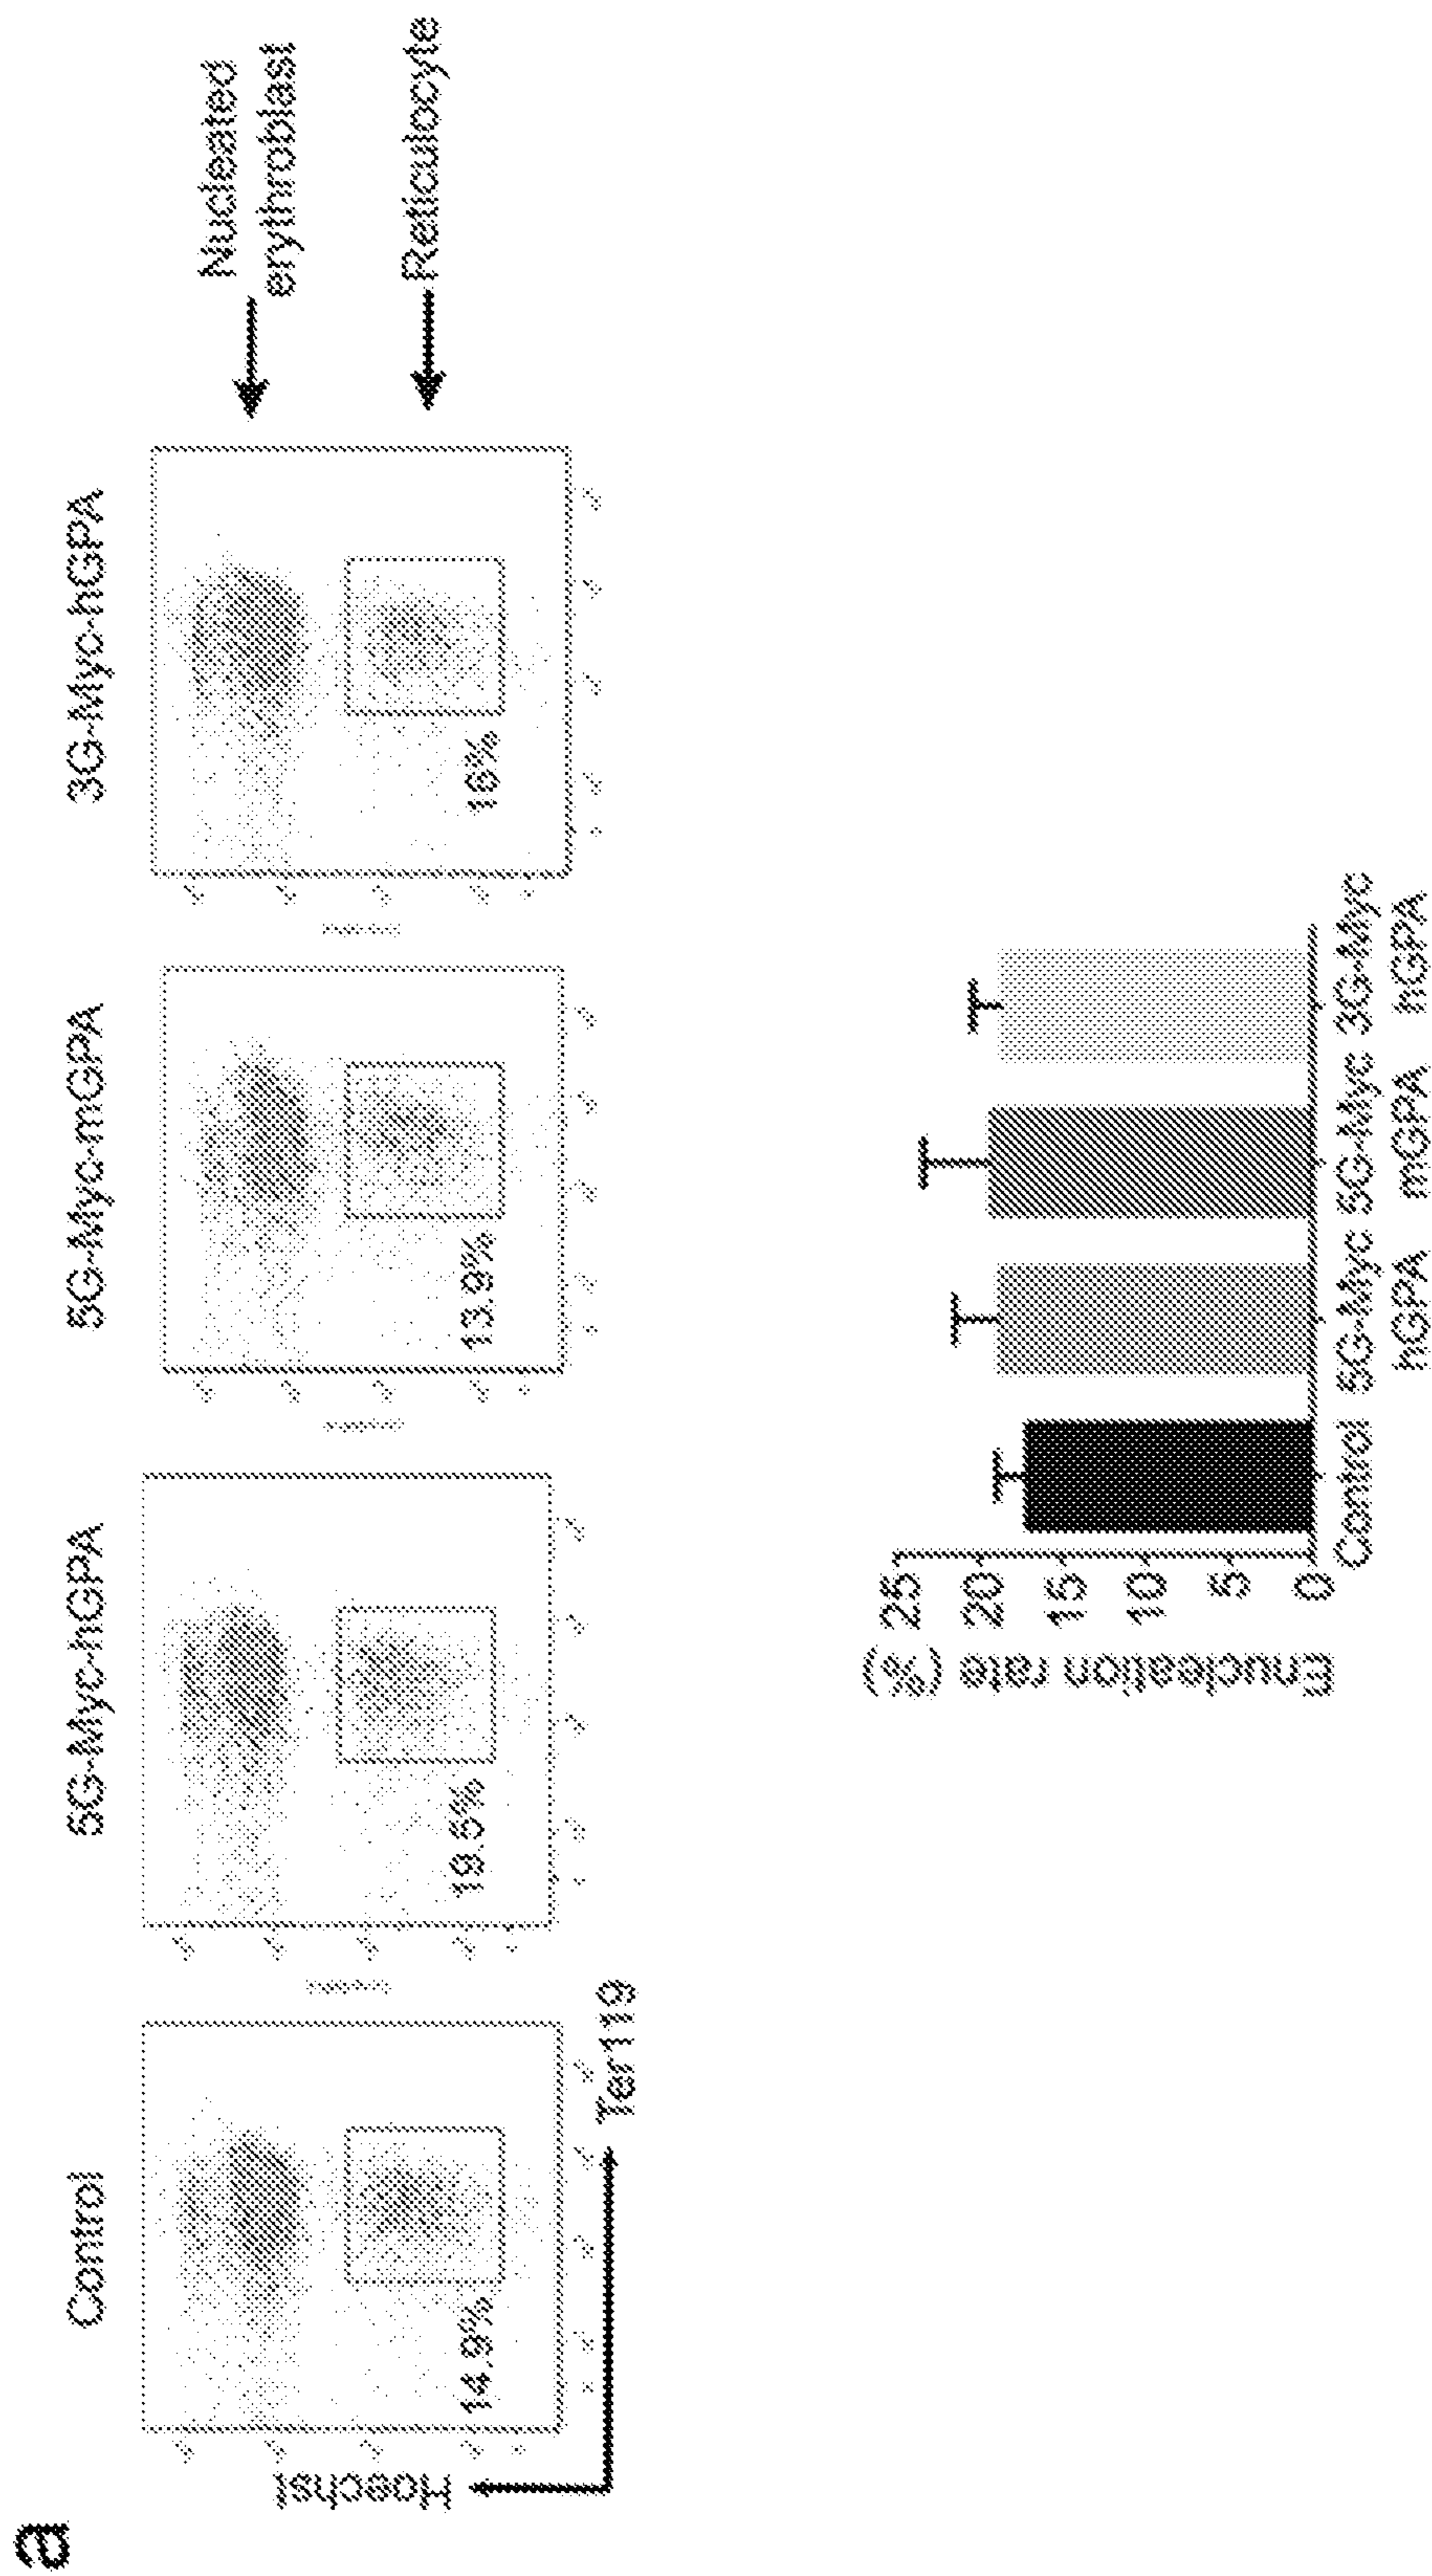 a
Control
5G-Myc-hGPA
5G-Myc-mGPA
3G-Myc-hGPA
Hoechst
14.9%
19.5%
13.9%
16%
Nucleated
erythroblast
Reticulocyte
Ter119
Enucleation rate (%)
25
20
15
10
5
0
Control
5G-Myc
hGPA
5G-Myc
mGPA
3G-Myc
hGPA